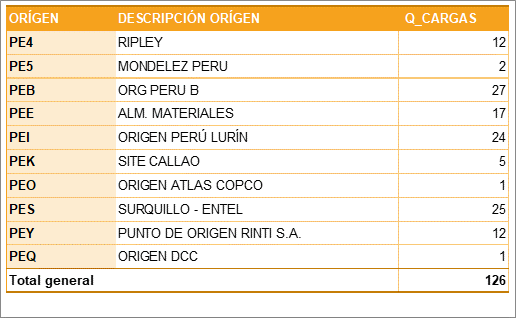 ORÍGEN DESCRIPCIÓN ORÍGEN Q_CARGAS
PE4 RIPLEY 12
PE5 MONDELEZ PERU 2
PEB ORG PERU B 27
PEE ALM. MATERIALES 17
PEI ORIGEN PERÚ LURÍN 24
PEK SITE CALLAO 5
PEO ORIGEN ATLAS COPCO 1
PES SURQUILLO - ENTEL 25
PEY PUNTO DE ORIGEN RINTI S.A. 12
PEQ ORIGEN DCC 1
Total general 126